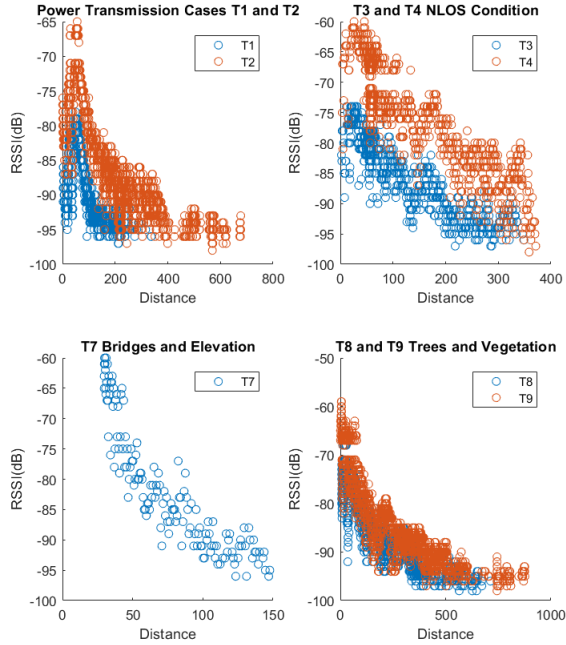 Power Transmission Cases T1 and T2
-60
-65
-70
-75
-80
-85
-90
-95
-100
RSSI(dB)
0 200 400 600 800
Distance
T1
T2
T3 and T4 NLOS Condition
-60
-65
-70
-75
-80
-85
-90
-95
-100
RSSI(dB)
0 100 200 300 400
Distance
T3
T4
T7 Bridges and Elevation
-60
-65
-70
-75
-80
-85
-90
-95
-100
RSSI(dB)
0 50 100 150
Distance
T7
T8 and T9 Trees and Vegetation
-50
-60
-70
-80
-90
-100
RSSI(dB)
0 500 1000
Distance
T8
T9